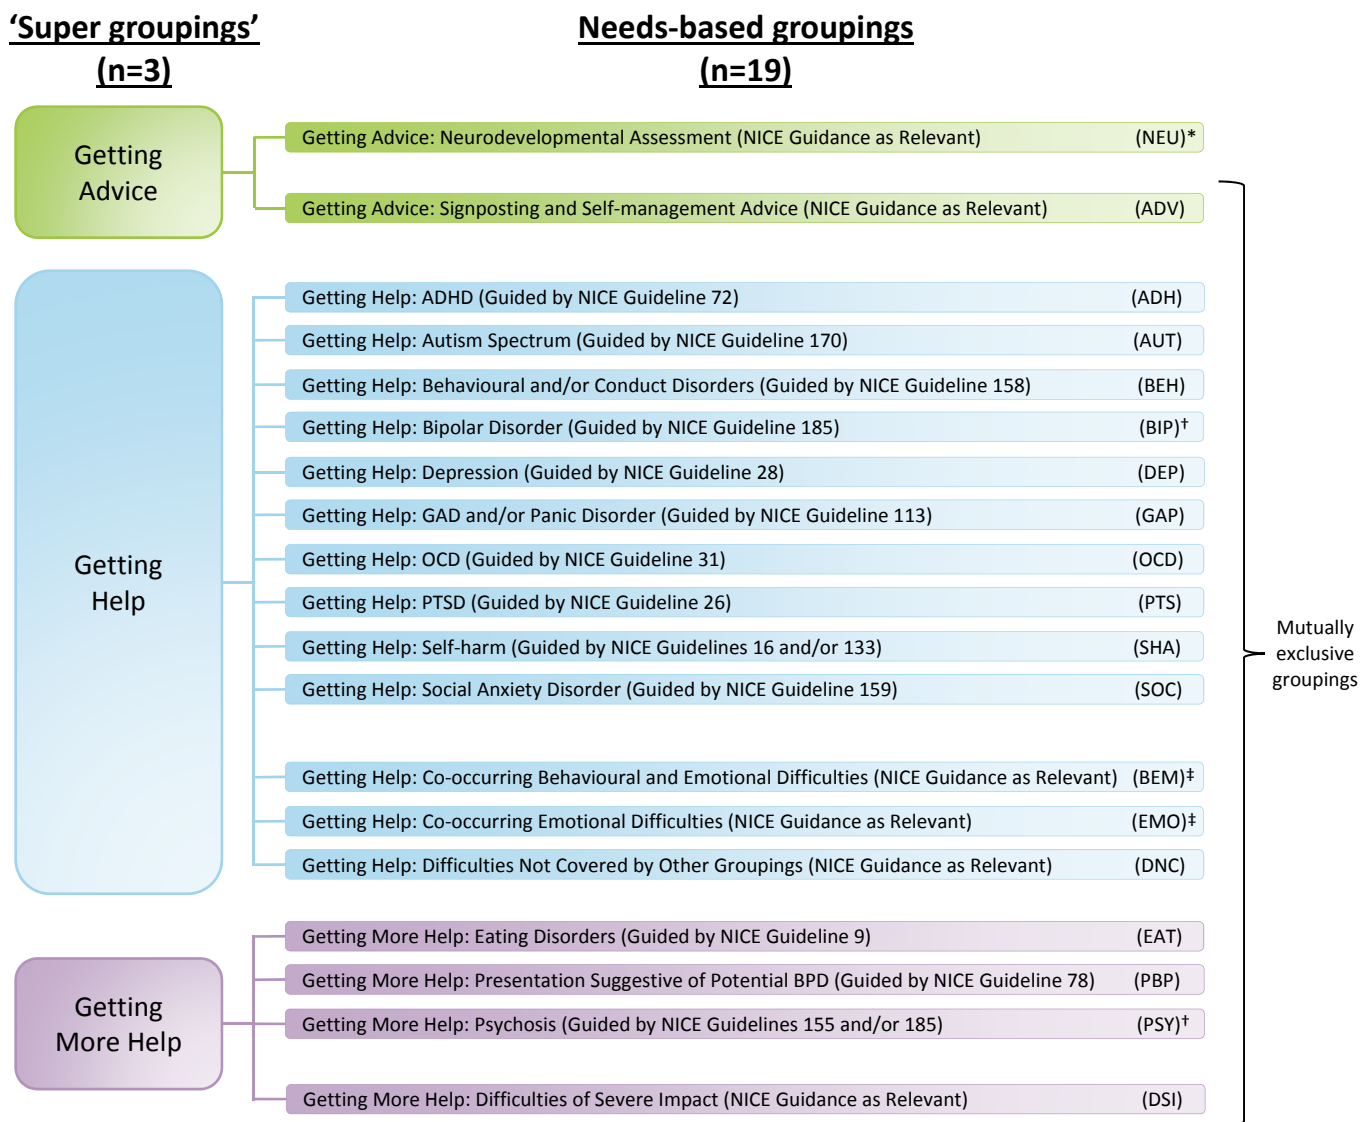 'Super groupings'
(n=3)
Needs-based groupings
(n=19)
Getting
Advice
Getting Advice: Neurodevelopmental Assessment (NICE Guidance as Relevant) (NEU)*
Getting Advice: Signposting and Self-management Advice (NICE Guidance as Relevant) (ADV)
Getting
Help
Getting Help: ADHD (Guided by NICE Guideline 72) (ADH)
Getting Help: Autism Spectrum (Guided by NICE Guideline 170) (AUT)
Getting Help: Behavioural and/or Conduct Disorders (Guided by NICE Guideline 158) (BEH)
Getting Help: Bipolar Disorder (Guided by NICE Guideline 185) (BIP)†
Getting Help: Depression (Guided by NICE Guideline 28) (DEP)
Getting Help: GAD and/or Panic Disorder (Guided by NICE Guideline 113) (GAP)
Getting Help: OCD (Guided by NICE Guideline 31) (OCD)
Getting Help: PTSD (Guided by NICE Guideline 26) (PTS)
Getting Help: Self-harm (Guided by NICE Guidelines 16 and/or 133) (SHA)
Getting Help: Social Anxiety Disorder (Guided by NICE Guideline 159) (SOC)
Getting Help: Co-occurring Behavioural and Emotional Difficulties (NICE Guidance as Relevant) (BEM)‡
Getting Help: Co-occurring Emotional Difficulties (NICE Guidance as Relevant) (EMO)‡
Getting Help: Difficulties Not Covered by Other Groupings (NICE Guidance as Relevant) (DNC)
Getting
More Help
Getting More Help: Eating Disorders (Guided by NICE Guideline 9) (EAT)
Getting More Help: Presentation Suggestive of Potential BPD (Guided by NICE Guideline 78) (PBP)
Getting More Help: Psychosis (Guided by NICE Guidelines 155 and/or 185) (PSY)†
Getting More Help: Difficulties of Severe Impact (NICE Guidance as Relevant) (DSI)
Mutually
exclusive
groupings